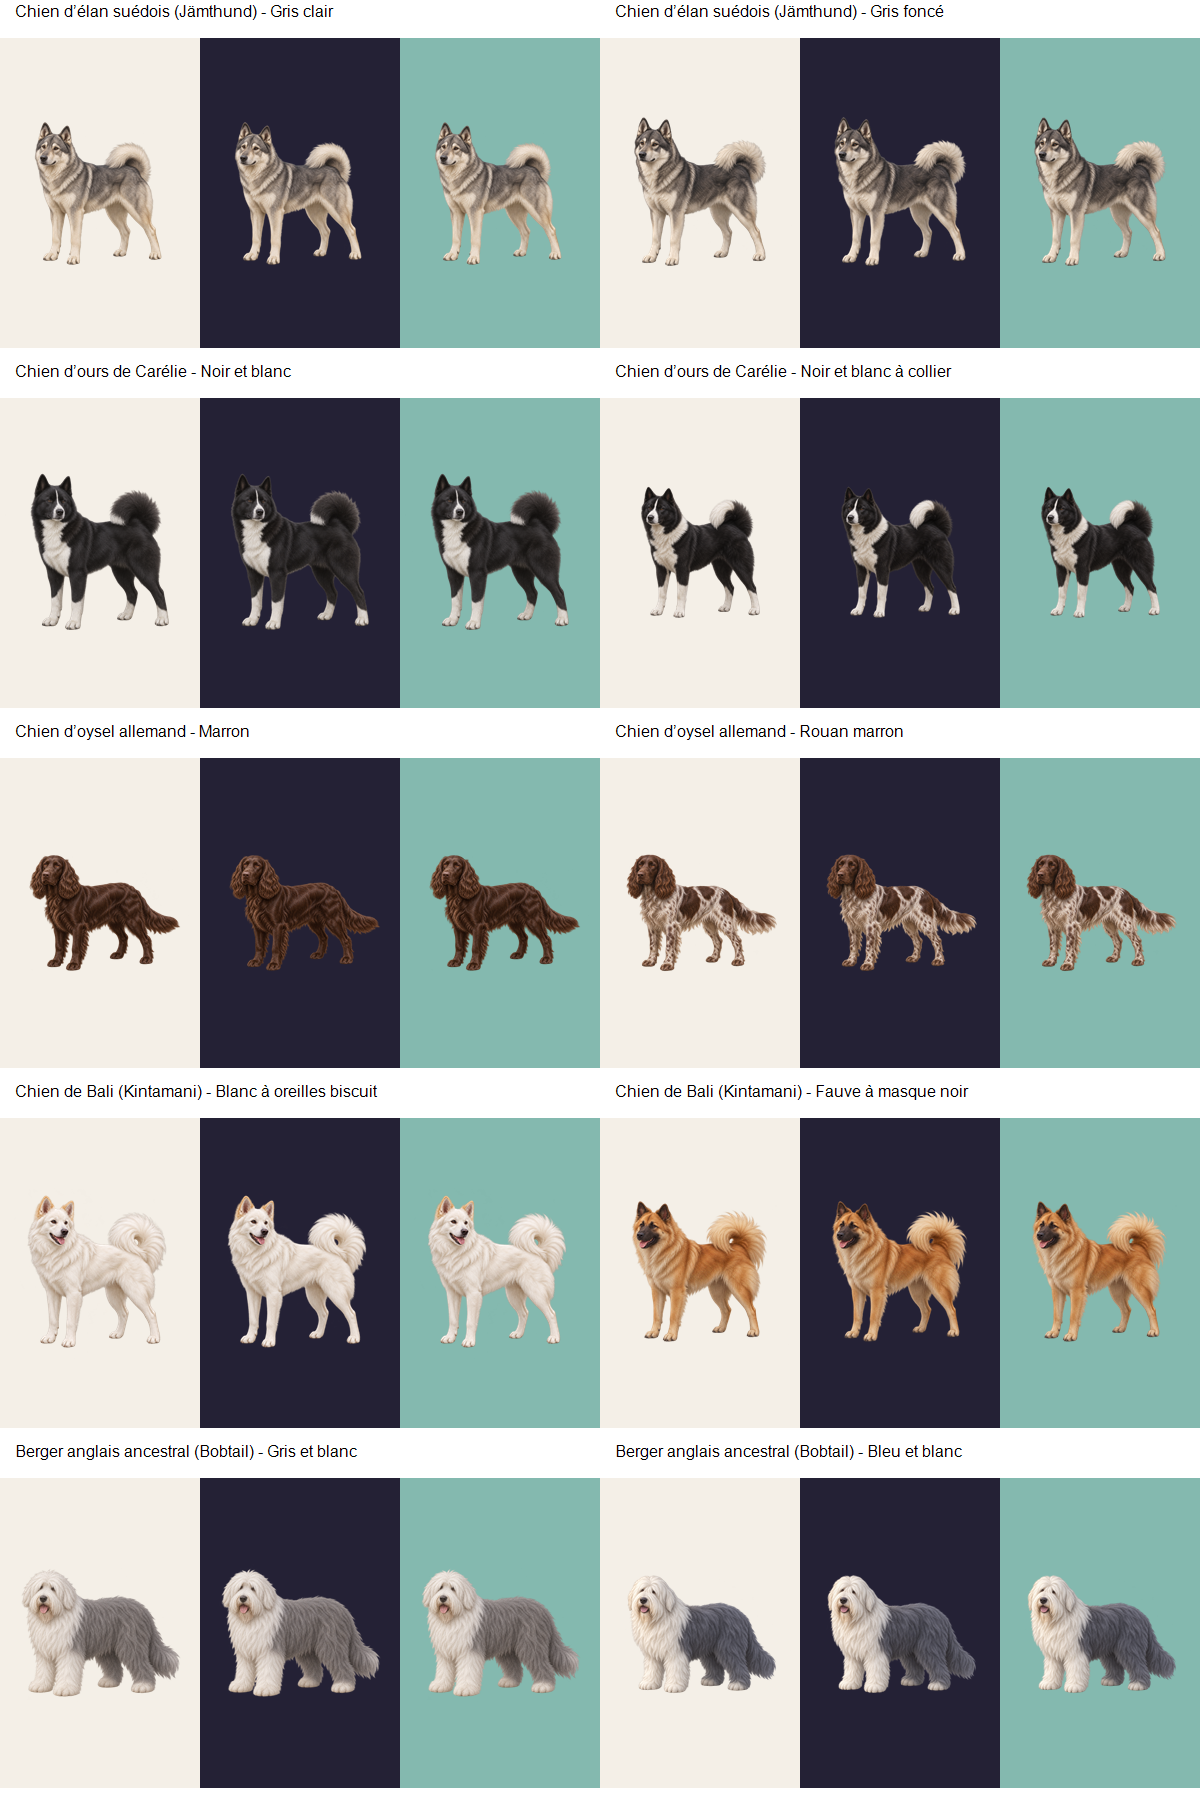 Chien d’élan suédois (Jämthund) - Gris clair
Chien d’élan suédois (Jämthund) - Gris foncé
Chien d’ours de Carélie - Noir et blanc
Chien d’ours de Carélie - Noir et blanc à collier
Chien d’oysel allemand - Marron
Chien d’oysel allemand - Rouan marron
Chien de Bali (Kintamani) - Blanc à oreilles biscuit
Chien de Bali (Kintamani) - Fauve à masque noir
Berger anglais ancestral (Bobtail) - Gris et blanc
Berger anglais ancestral (Bobtail) - Bleu et blanc